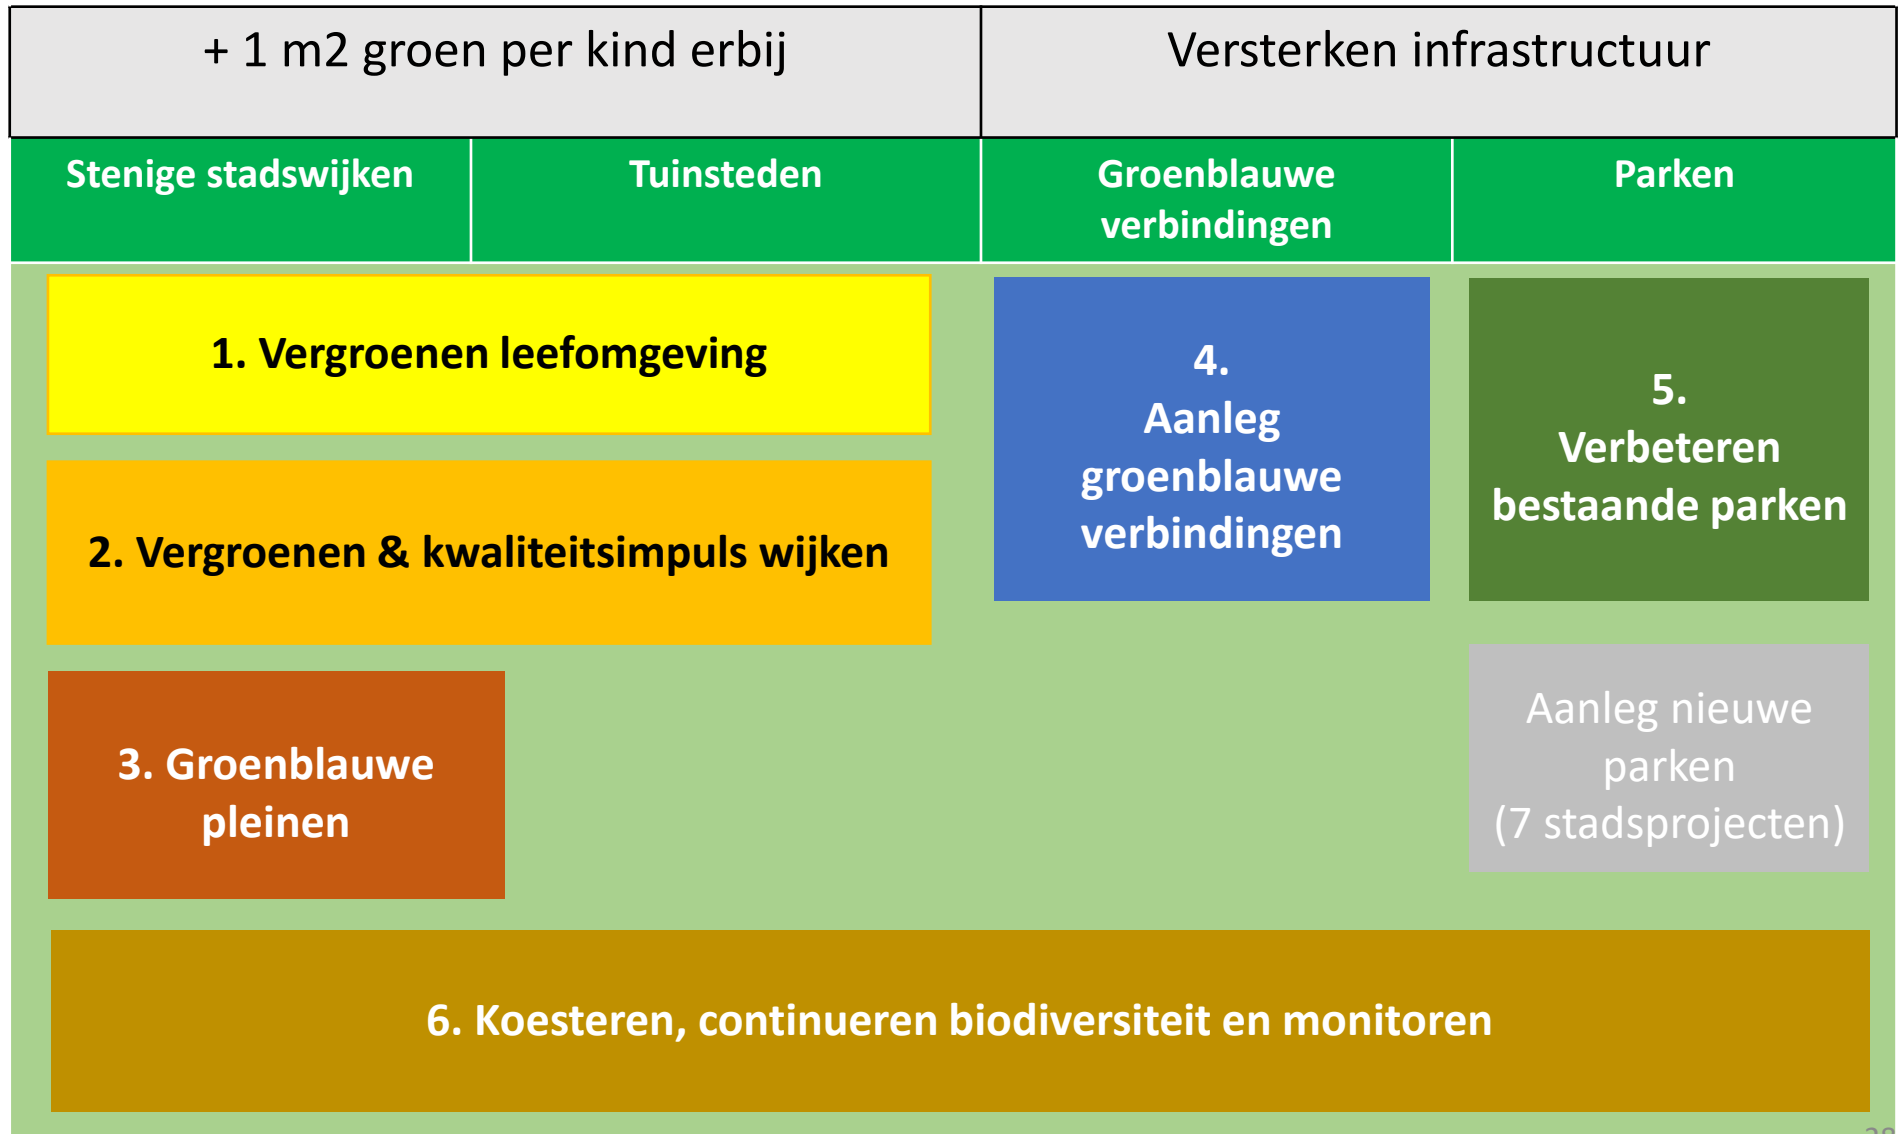 + 1 m2 groen per kind erbij
Versterken infrastructuur
Stenige stadswijken
Tuinsteden
Groenblauwe
verbindingen
Parken
1. Vergroenen leefomgeving
2. Vergroenen & kwaliteitsimpuls wijken
3. Groenblauwe
pleinen
4.
Aanleg
groenblauwe
verbindingen
5.
Verbeteren
bestaande parken
Aanleg nieuwe
parken
(7 stadsprojecten)
6. Koesteren, continueren biodiversiteit en monitoren